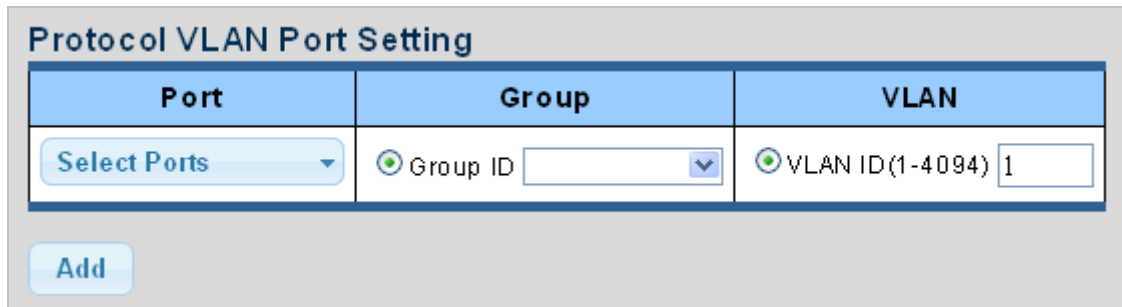 Protocol VLAN Port Setting
Port Group VLAN
Select Ports Group ID VLAN ID(1-4094) 1
Add